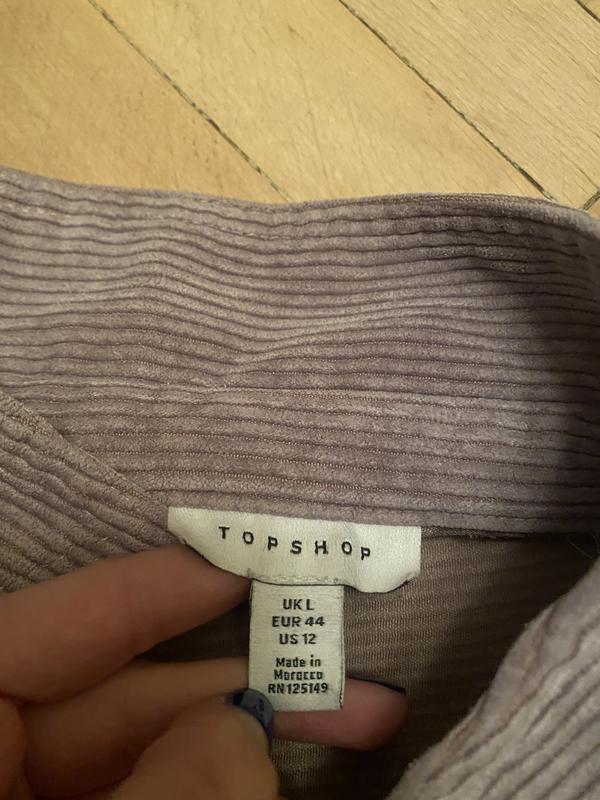 TOPSHOP
UK L
EUR 44
US 12
Made in
Morocco
RN125149